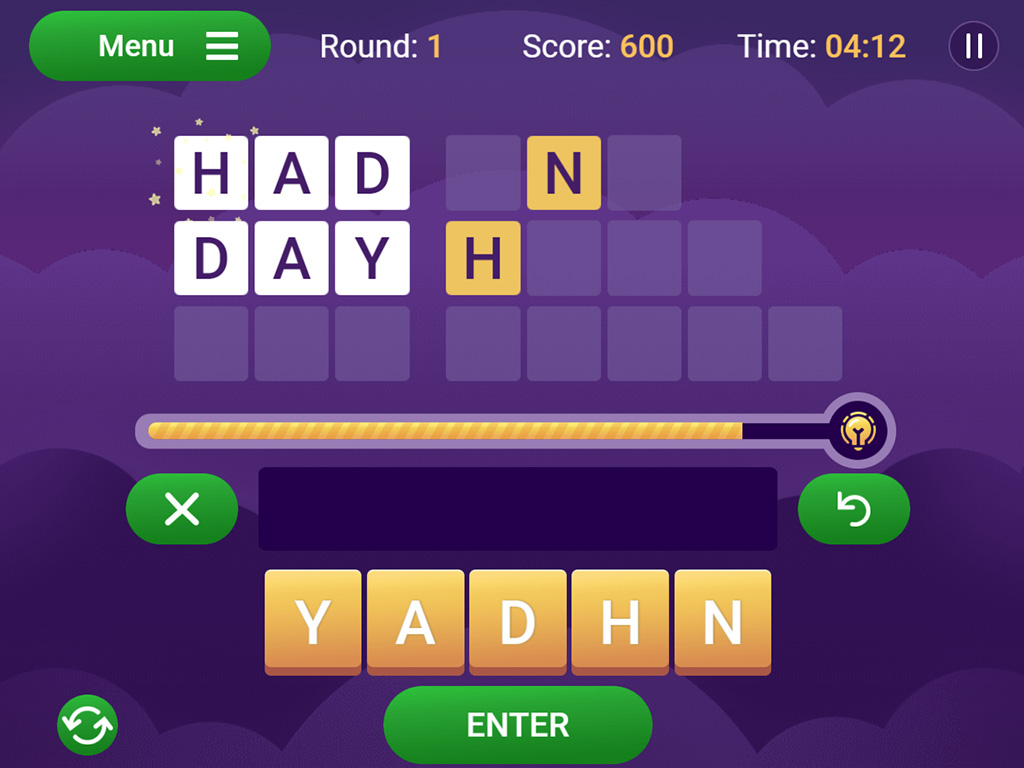 Menu Round: 1 Score: 600 Time: 04:12
H A D N
D A Y H
Y A D H N
ENTER